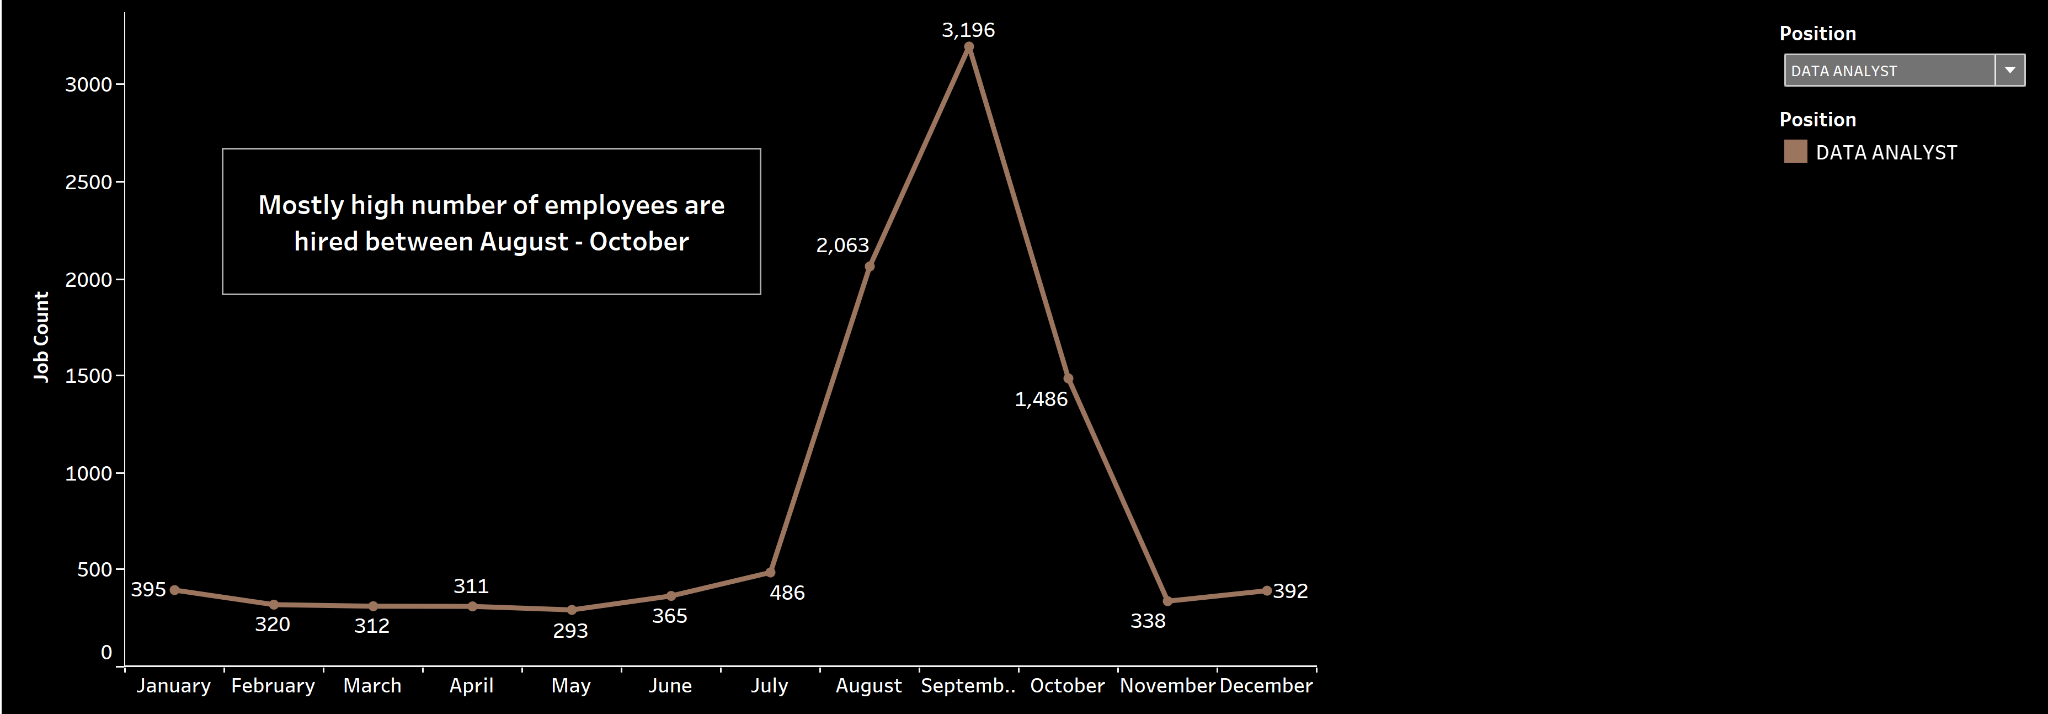 3,196
3000
2500
2000
1500
1000
500
0
Job Count
Mostly high number of employees are
hired between August - October
395
320
312
311
293
365
486
2,063
1,486
338
392
January February March April May June July August Septemb.. October November December
Position
DATA ANALYST
Position
DATA ANALYST